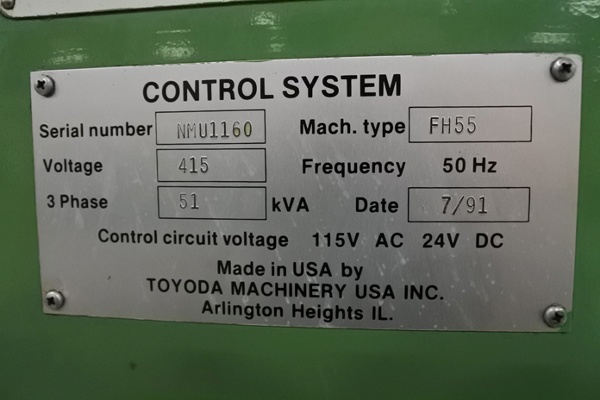 CONTROL SYSTEM
Serial number NMU1160 Mach. type FH55
Voltage 415 Frequency 50 Hz
3 Phase 51 kVA Date 7/91
Control circuit voltage 115V AC 24V DC
Made in USA by
TOYODA MACHINERY USA INC.
Arlington Heights IL.